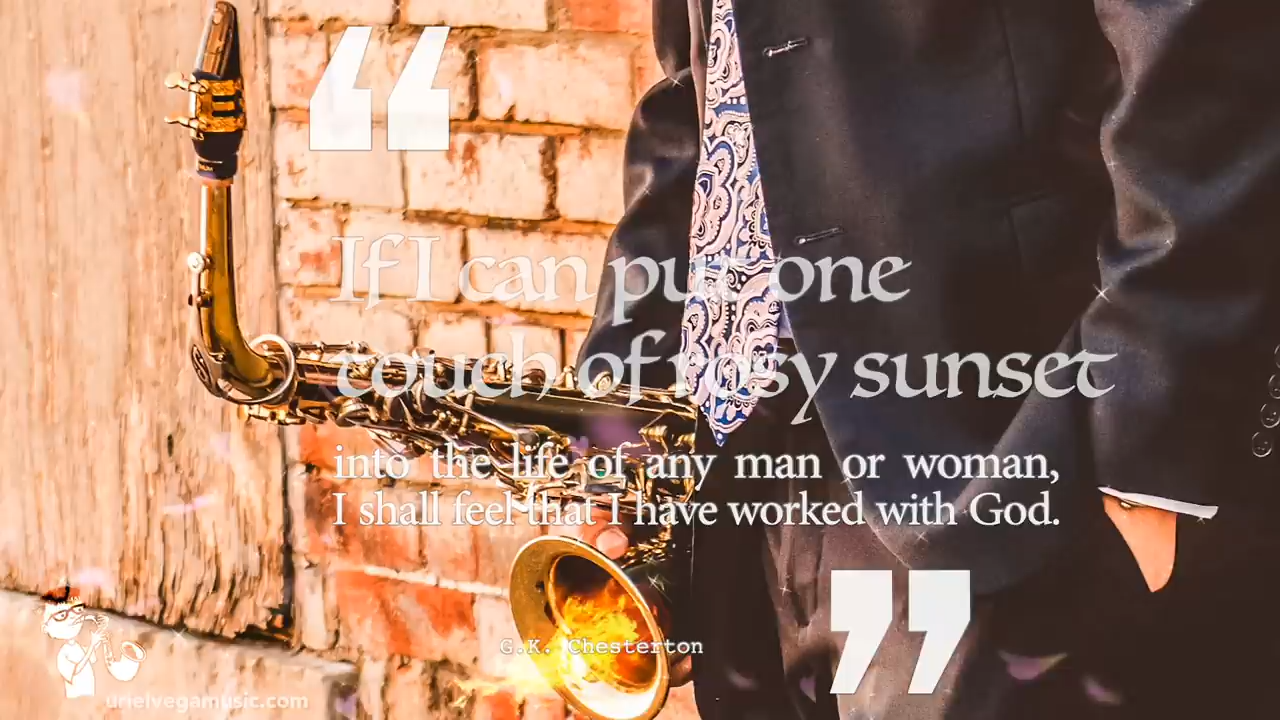 “
If I can put one
touch of rosy sunset
into the life of any man or woman,
I shall feel that I have worked with God.
”
G.K. Chesterton
urielvegamusic.com